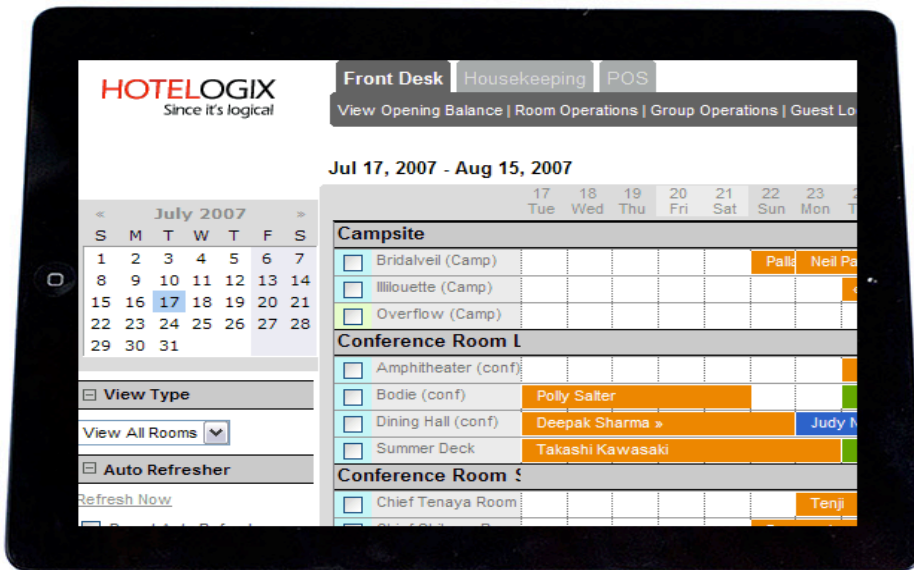 HOTELOGIX
Since it's logical
Front Desk Housekeeping POS
View Opening Balance | Room Operations | Group Operations | Guest Lo
Jul 17, 2007 - Aug 15, 2007
17 18 19 20 21 22 23
Tue Wed Thu Fri Sat Sun Mon T
« July 2007 »
S M T W T F S
1 2 3 4 5 6 7
8 9 10 11 12 13 14
15 16 17 18 19 20 21
22 23 24 25 26 27 28
29 30 31
View Type
View All Rooms
Auto Refresher
Refresh Now
Campsite
Bridalveil (Camp) Palla Neil Pa
Illilouette (Camp)
Overflow (Camp)
Conference Room L
Amphitheater (conf)
Bodie (conf) Polly Salter
Dining Hall (conf) Deepak Sharma » Judy
Summer Deck Takashi Kawasaki
Conference Room S
Chief Tenaya Room Tenji